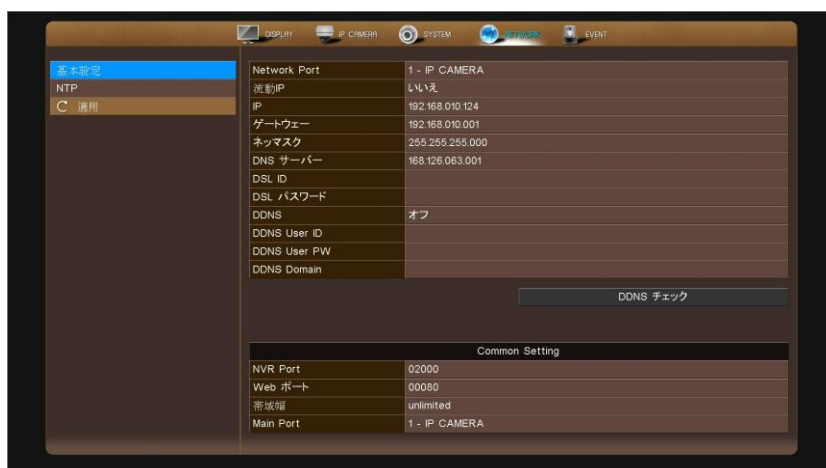 DISPLAY IP CAMERA SYSTEM NETWORK EVENT
基本設定
NTP
適用
Network Port 1 - IP CAMERA
流動IP いいえ
IP 192.168.010.124
ゲートウェー 192.168.010.001
ネッマスク 255.255.255.000
DNS サーバー 168.126.063.001
DSL ID
DSL パスワード
DDNS オフ
DDNS User ID
DDNS User PW
DDNS Domain
DDNS チェック
Common Setting
NVR Port 02000
Web ポート 00080
帯域幅 unlimited
Main Port 1 - IP CAMERA